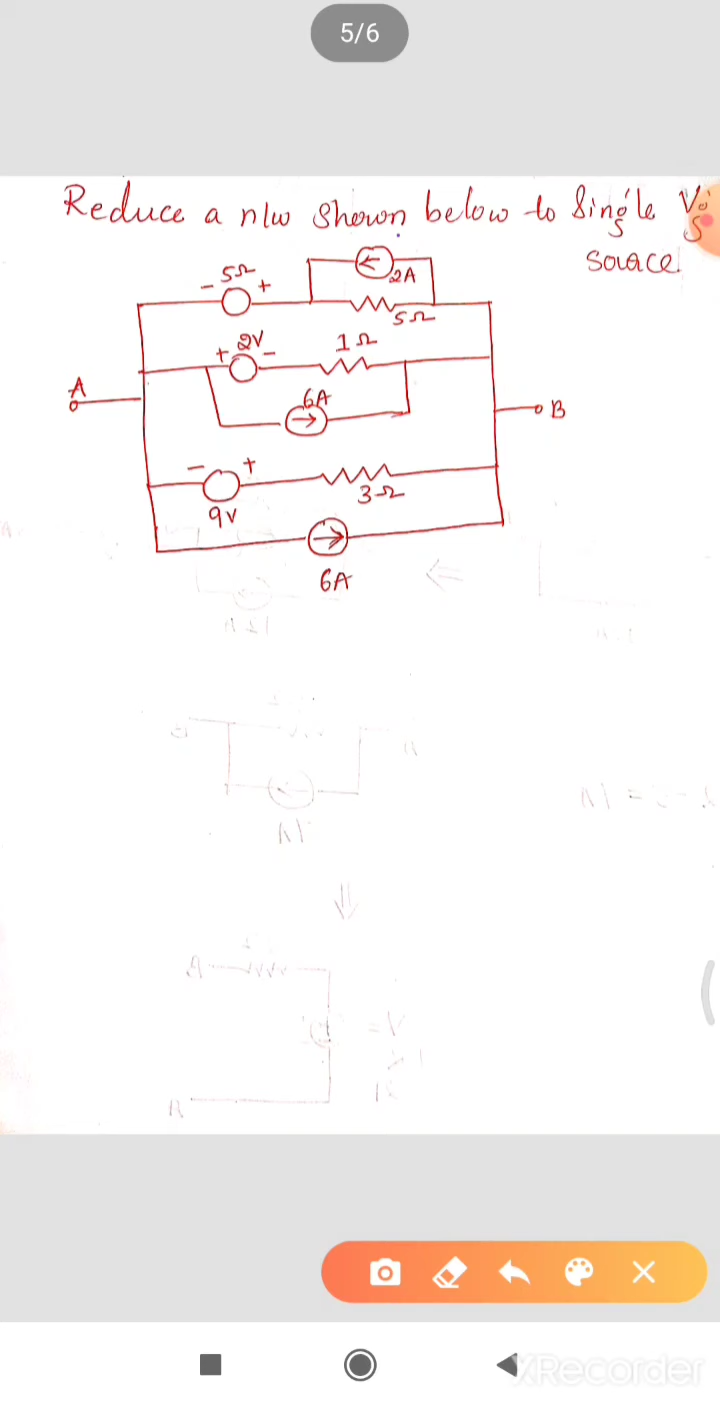 5/6
Reduce a n/w shown below to Single
source
5Ω
- +
2A
5Ω
+ 2V -
1Ω
A
6A
B
- +
3Ω
9V
6A
XRecorder